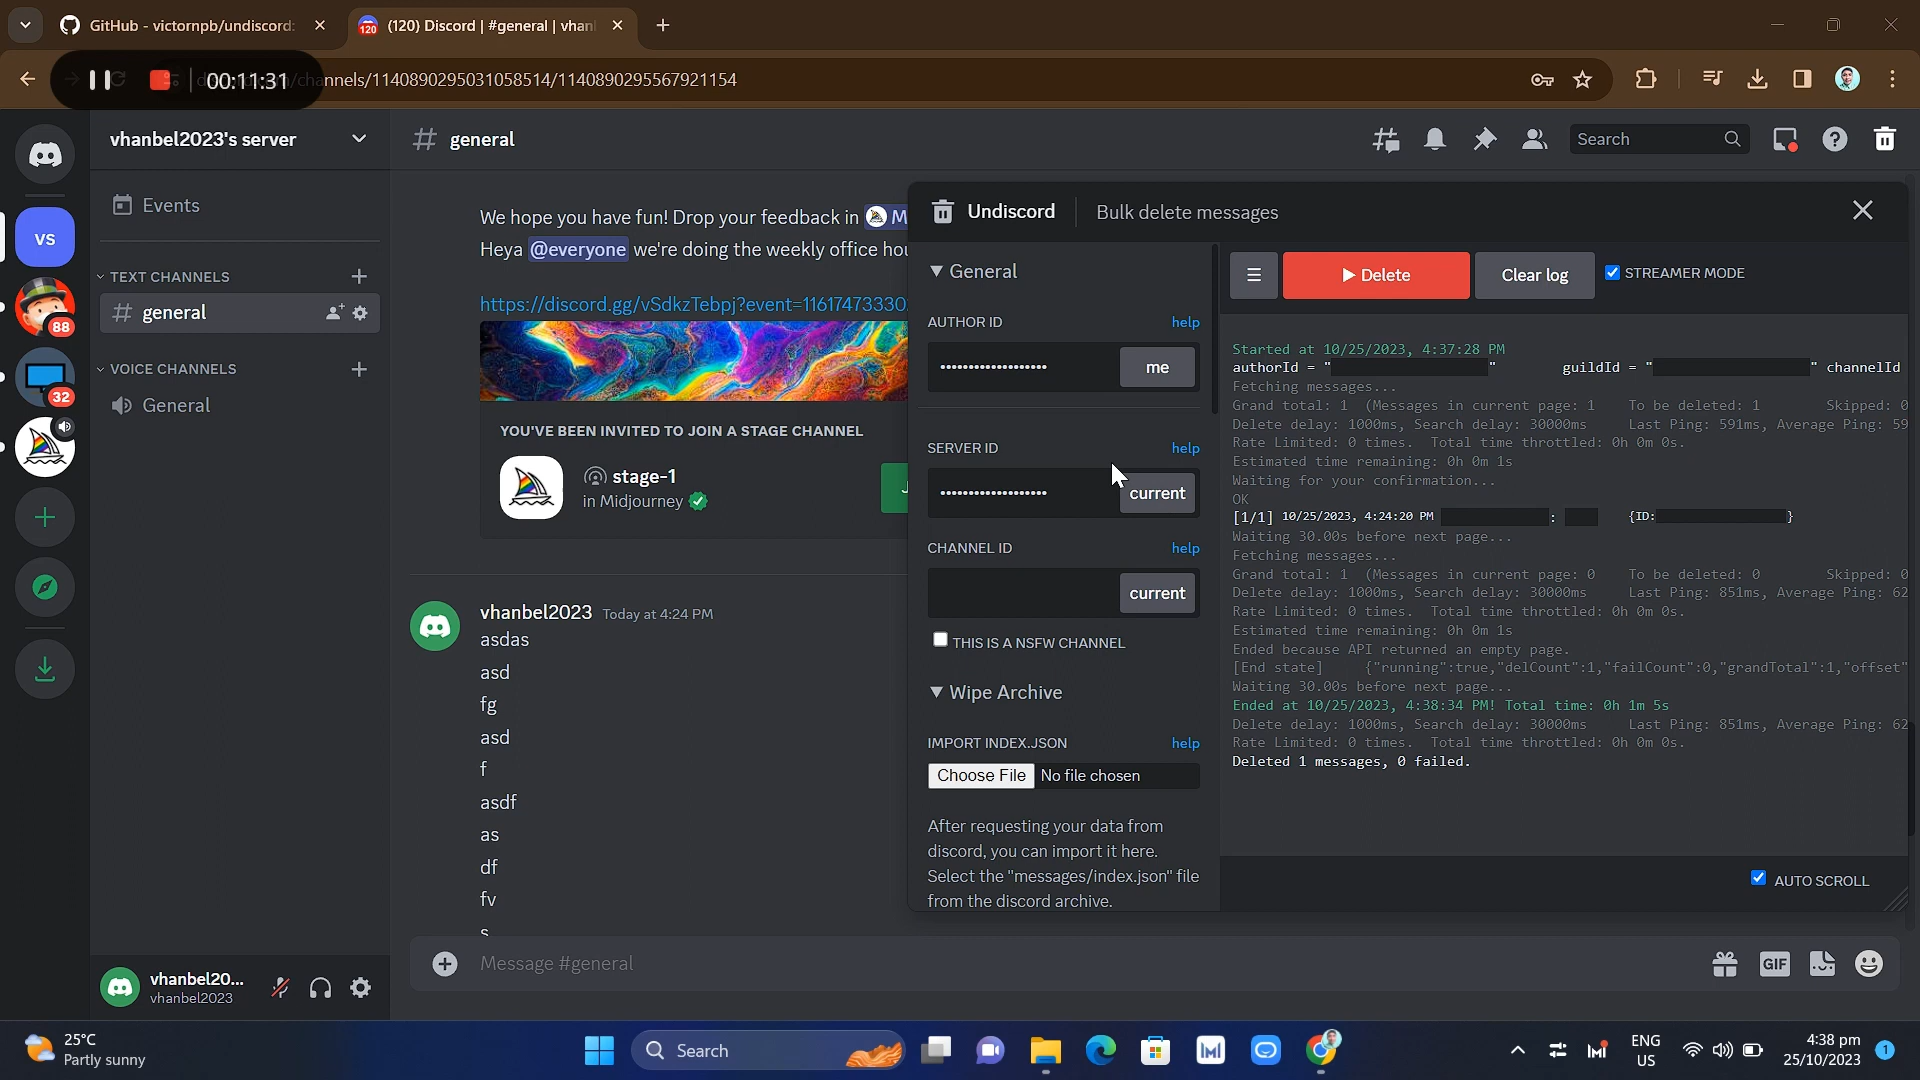 GitHub - victornpb/undiscord:
(120) Discord | #general | vhanl
120
00:11:31
nnels/1140890295031058514/1140890295567921154
vhanbel2023's server
general
Search
Events
VS
TEXT CHANNELS
general
88
VOICE CHANNELS
General
32
We hope you have fun! Drop your feedback in
Heya @everyone we're doing the weekly office hou
https://discord.gg/vSdkzTebpj?event=11617473330
YOU'VE BEEN INVITED TO JOIN A STAGE CHANNEL
stage-1
in Midjourney
vhanbel2023 Today at 4:24 PM
asdas
asd
fg
asd
f
asdf
as
df
fv
s
Message #general
GIF
vhanbel20...
vhanbel2023
Undiscord
Bulk delete messages
General
AUTHOR ID help
me
SERVER ID help
current
CHANNEL ID help
current
THIS IS A NSFW CHANNEL
Wipe Archive
IMPORT INDEX.JSON help
Choose File No file chosen
After requesting your data from
discord, you can import it here.
Select the "messages/index.json" file
from the discord archive.
Delete
Clear log
STREAMER MODE
Started at 10/25/2023, 4:37:28 PM
authorId = " " guildId = " " channelId
Fetching messages...
Grand total: 1 (Messages in current page: 1 To be deleted: 1 Skipped: 0
Delete delay: 1000ms, Search delay: 30000ms Last Ping: 591ms, Average Ping: 59
Rate Limited: 0 times. Total time throttled: 0h 0m 0s.
Estimated time remaining: 0h 0m 1s
Waiting for your confirmation...
OK
[1/1] 10/25/2023, 4:24:20 PM : {ID: }
Waiting 30.00s before next page...
Fetching messages...
Grand total: 1 (Messages in current page: 0 To be deleted: 0 Skipped: 0
Delete delay: 1000ms, Search delay: 30000ms Last Ping: 851ms, Average Ping: 62
Rate Limited: 0 times. Total time throttled: 0h 0m 0s.
Estimated time remaining: 0h 0m 1s
Ended because API returned an empty page.
[End state] {"running":true,"delCount":1,"failCount":0,"grandTotal":1,"offset"
Waiting 30.00s before next page...
Ended at 10/25/2023, 4:38:34 PM! Total time: 0h 1m 5s
Delete delay: 1000ms, Search delay: 30000ms Last Ping: 851ms, Average Ping: 62
Rate Limited: 0 times. Total time throttled: 0h 0m 0s.
Deleted 1 messages, 0 failed.
AUTO SCROLL
25°C
Partly sunny
Search
ENG
US
4:38 pm
25/10/2023
1